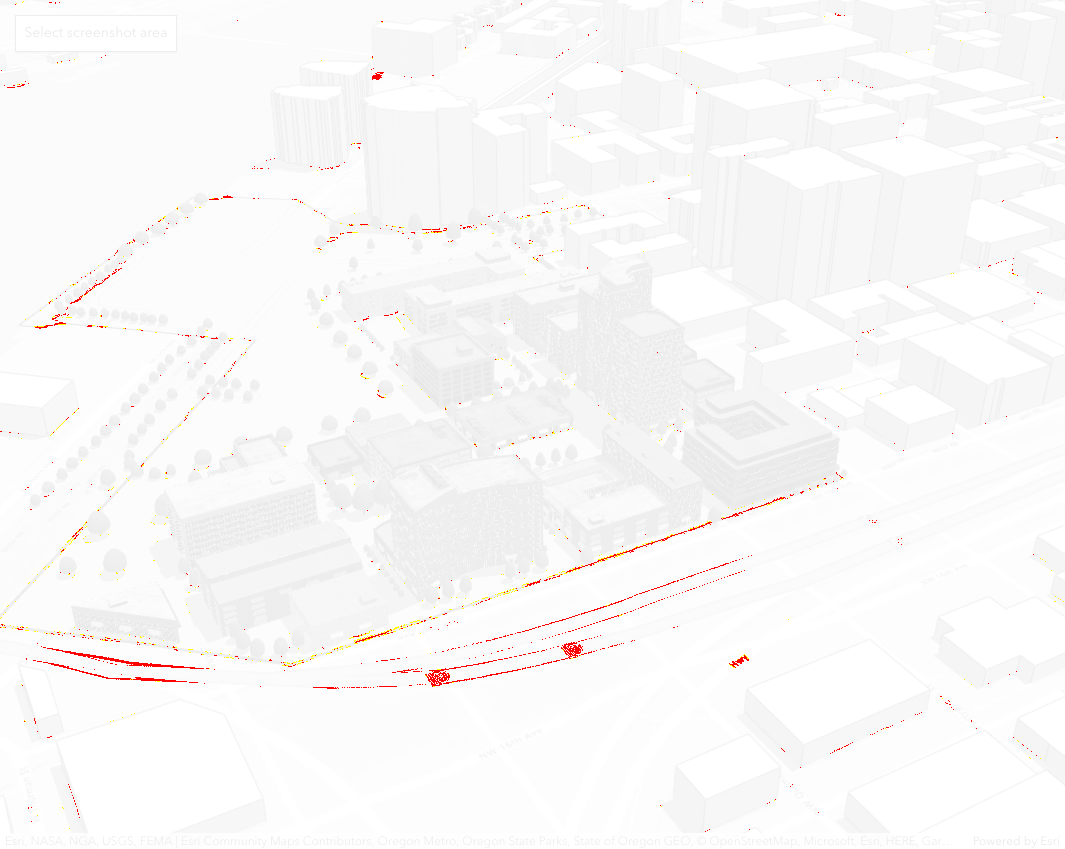 Select screenshot area
Hwy
Esri, NASA, NGA, USGS, FEMA | Esri Community Maps Contributors, Oregon Metro, Oregon State Parks, State of Oregon GEO, © OpenStreetMap, Microsoft, Esri, HERE, Gar...
Powered by Esri